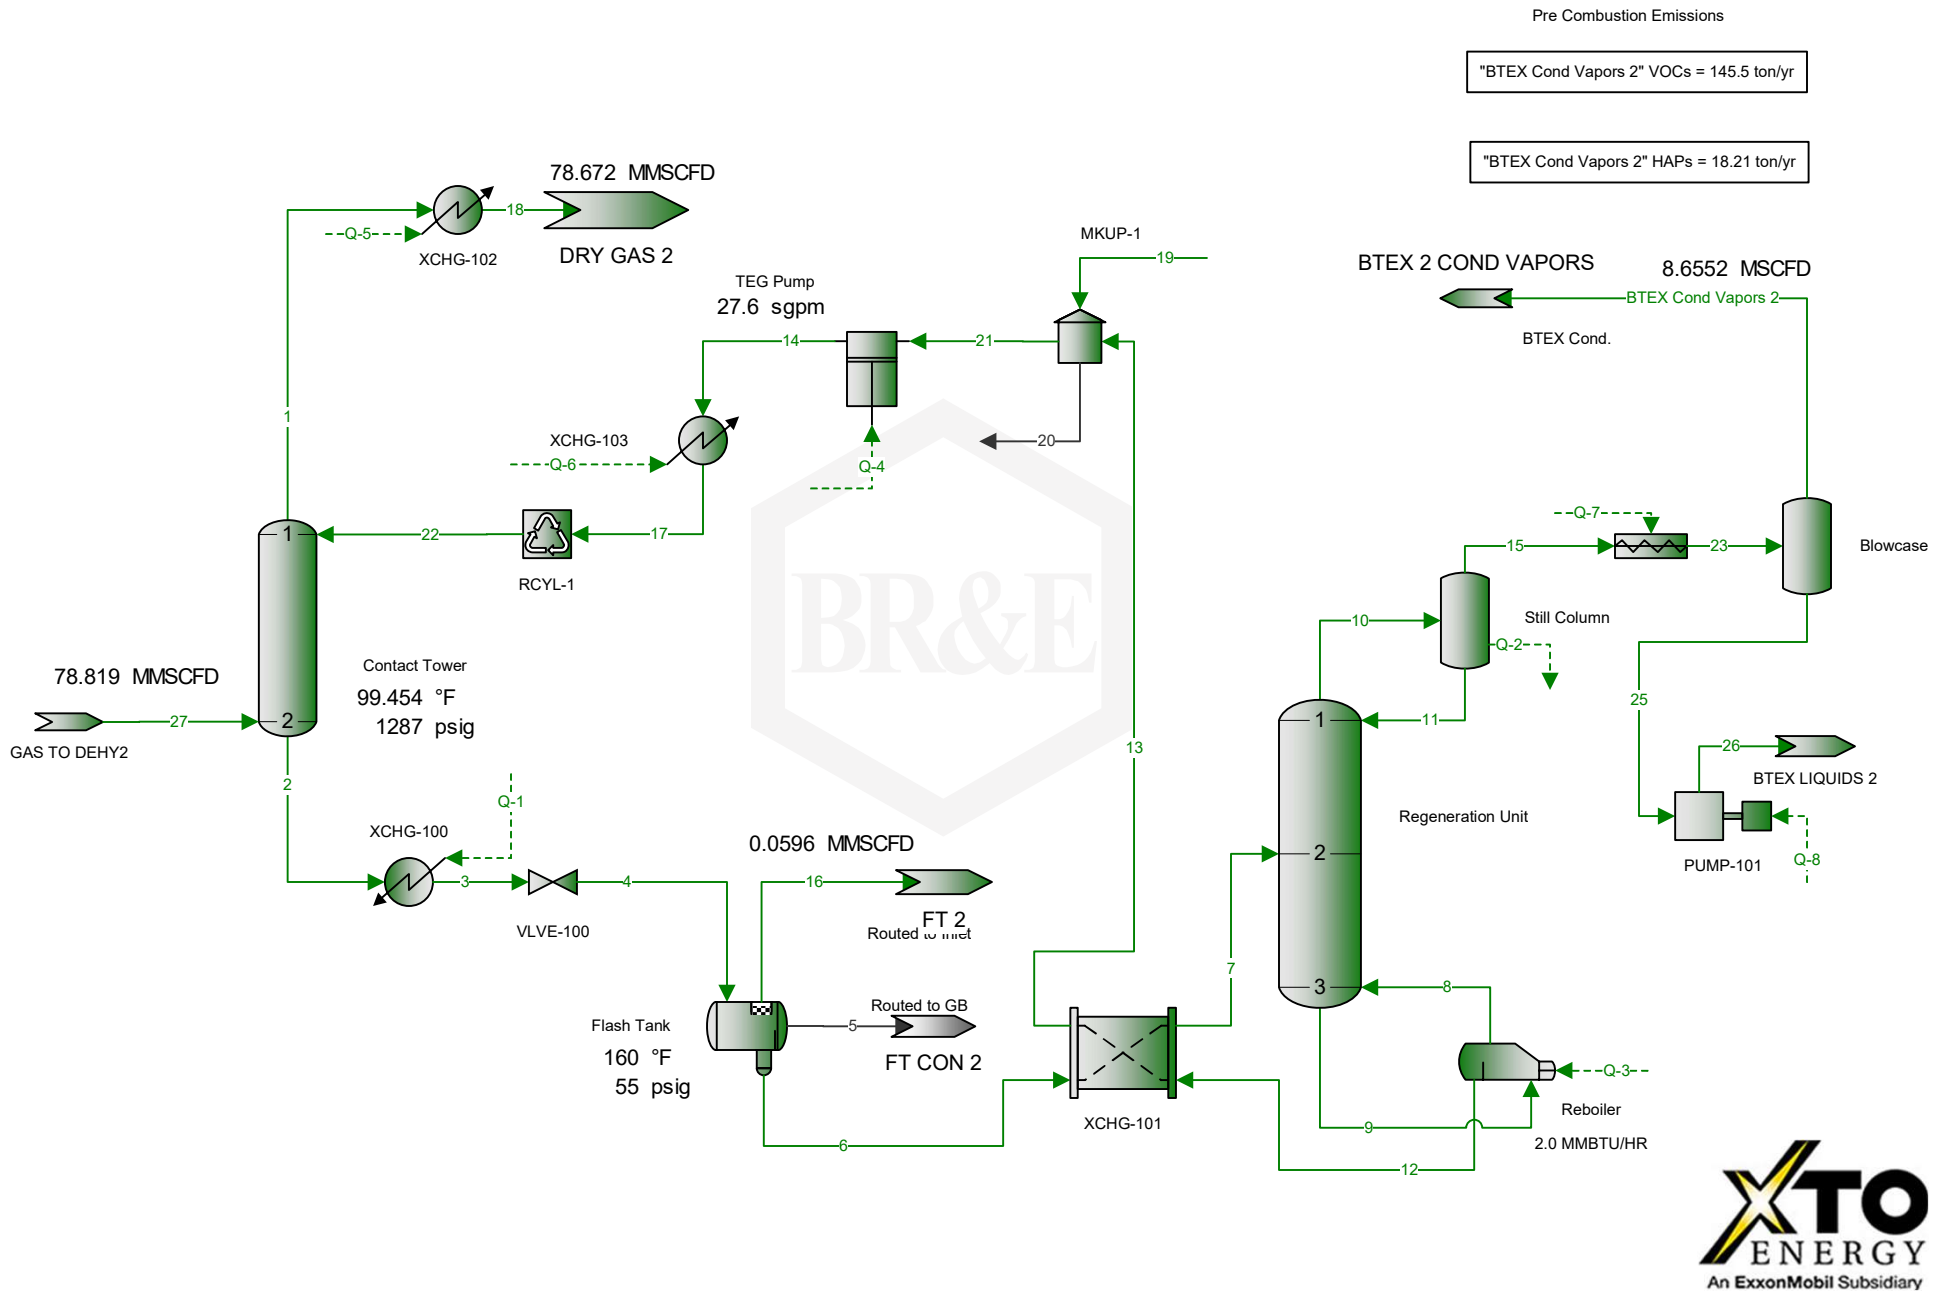 Pre Combustion Emissions
"BTEX Cond Vapors 2" VOCs = 145.5 ton/yr
"BTEX Cond Vapors 2" HAPs = 18.21 ton/yr
78.672 MMSCFD
18
Q-5
XCHG-102
DRY GAS 2
MKUP-1
19
BTEX 2 COND VAPORS
8.6552 MSCFD
BTEX Cond Vapors 2
BTEX Cond.
TEG Pump
27.6 sgpm
14
21
1
XCHG-103
Q-6
Q-4
20
1
22
17
RCYL-1
Q-7
15
23
Blowcase
BR&E
10
Still Column
Q-2
Contact Tower
99.454 °F
1287 psig
78.819 MMSCFD
27
2
GAS TO DEHY2
25
11
1
13
26
BTEX LIQUIDS 2
2
Q-1
XCHG-100
Regeneration Unit
PUMP-101
Q-8
0.0596 MMSCFD
2
3
4
16
VLVE-100
FT 2
Routed to Inlet
7
3
8
Routed to GB
Flash Tank
5
160 °F
55 psig
FT CON 2
Q-3
XCHG-101
Reboiler
9
2.0 MMBTU/HR
6
12
XTO
ENERGY
An ExxonMobil Subsidiary